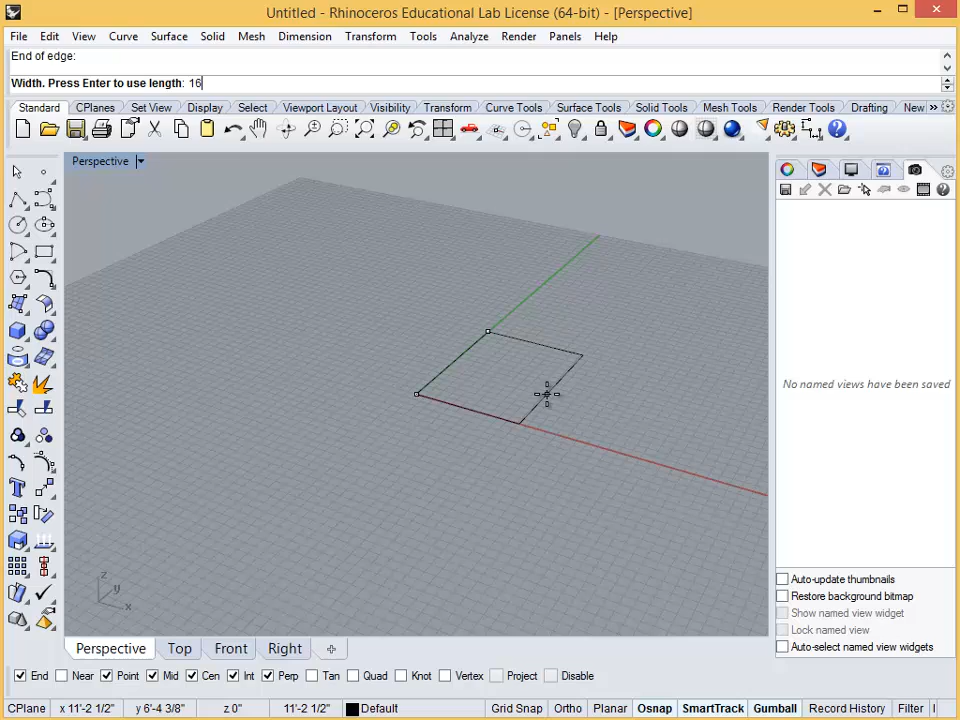 Untitled - Rhinoceros Educational Lab License (64-bit) - [Perspective]
File Edit View Curve Surface Solid Mesh Dimension Transform Tools Analyze Render Panels Help
End of edge:
Width. Press Enter to use length: 16
Standard CPlanes Set View Display Select Viewport Layout Visibility Transform Curve Tools Surface Tools Solid Tools Mesh Tools Render Tools Drafting New »
Perspective
No named views have been saved
z
y
x
Auto-update thumbnails
Restore background bitmap
Show named view widget
Lock named view
Auto-select named view widgets
Perspective Top Front Right
End Near Point Mid Cen Int Perp Tan Quad Knot Vertex Project Disable
CPlane x 11'-2 1/2" y 6'-4 3/8" z 0" 11'-2 1/2" Default Grid Snap Ortho Planar Osnap SmartTrack Gumball Record History Filter